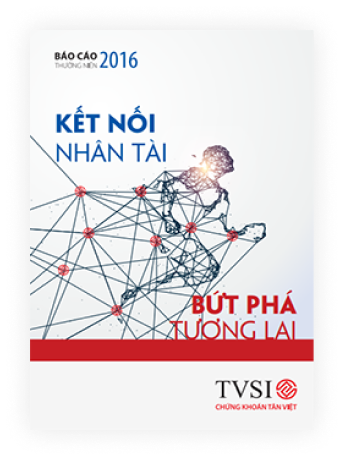 BÁO CÁO
THƯỜNG NIÊN 2016
KẾT NỐI
NHÂN TÀI
BỨT PHÁ
TƯƠNG LAI
TVSI
CHỨNG KHOÁN TÂN VIỆT